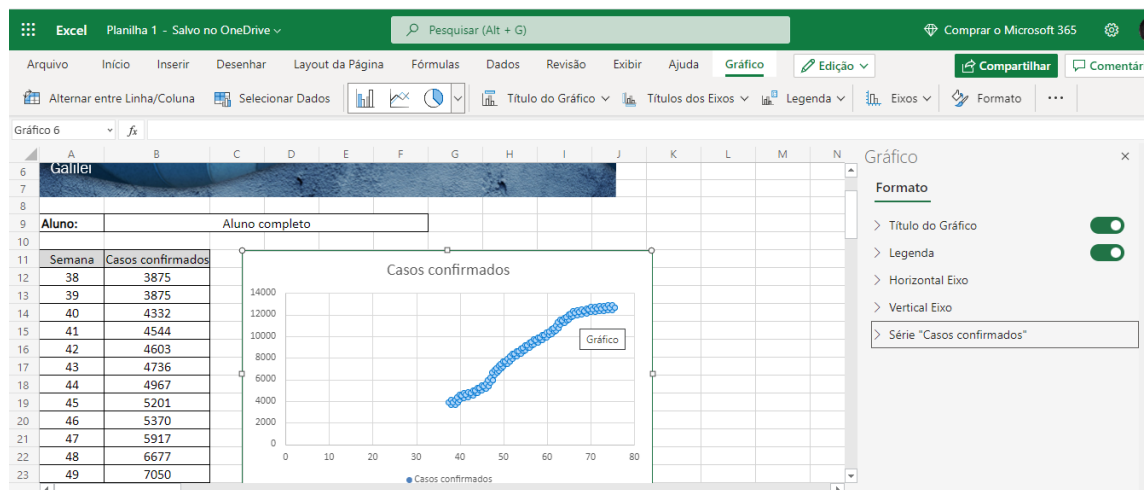 Excel Planilha 1 - Salvo no OneDrive Pesquisar (Alt + G) Comprar o Microsoft 365
Arquivo Início Inserir Desenhar Layout da Página Fórmulas Dados Revisão Exibir Ajuda Gráfico Edição Compartilhar Comentár
Alternar entre Linha/Coluna Selecionar Dados Título do Gráfico Títulos dos Eixos Legenda Eixos Formato ...
Gráfico 6 fx
A B C D E F G H I J K L M N
6 Galilei
7
8
9 Aluno: Aluno completo
10
11 Semana Casos confirmados
12 38 3875
13 39 3875
14 40 4332
15 41 4544
16 42 4603
17 43 4736
18 44 4967
19 45 5201
20 46 5370
21 47 5917
22 48 6677
23 49 7050
Casos confirmados
14000
12000
10000
8000
6000
4000
2000
0
Gráfico
0 10 20 30 40 50 60 70 80
Casos confirmados
Gráfico
Formato
Título do Gráfico
Legenda
Horizontal Eixo
Vertical Eixo
Série "Casos confirmados"